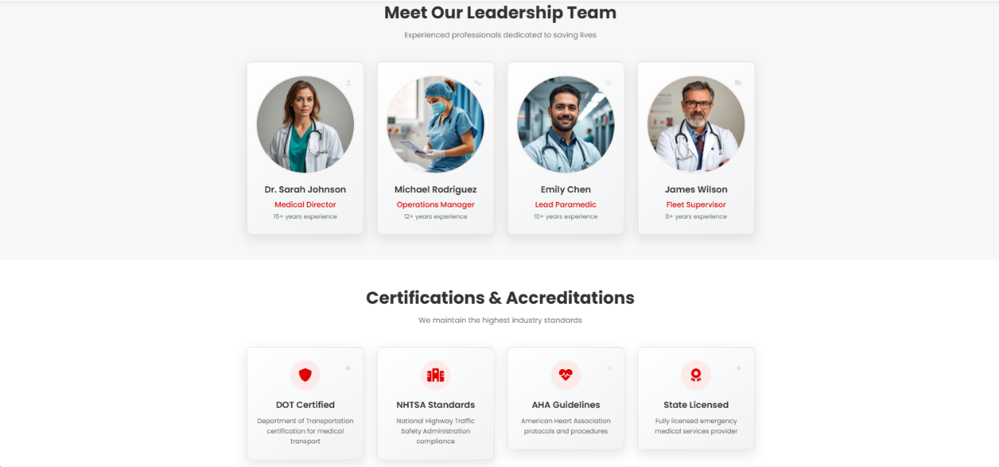 Meet Our Leadership Team
Experienced professionals dedicated to saving lives
Dr. Sarah Johnson
Medical Director
15+ years experience
Michael Rodriguez
Operations Manager
12+ years experience
Emily Chen
Lead Paramedic
10+ years experience
James Wilson
Fleet Supervisor
8+ years experience
Certifications & Accreditations
We maintain the highest industry standards
DOT Certified
Department of Transportation
certification for medical
transport
NHTSA Standards
National Highway Traffic
Safety Administration
compliance
AHA Guidelines
American Heart Association
protocols and procedures
State Licensed
Fully licensed emergency
medical services provider